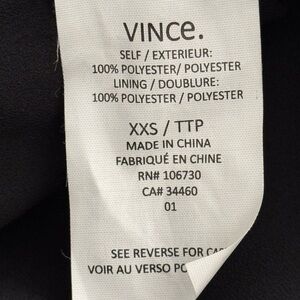 VINCE.
SELF / EXTERIEUR:
100% POLYESTER/ POLYESTER
LINING / DOUBLURE:
100% POLYESTER / POLYESTER
XXS / TTP
MADE IN CHINA
FABRIQUÉ EN CHINE
RN# 106730
CA# 34460
01
SEE REVERSE FOR
VOIR AU VERSO